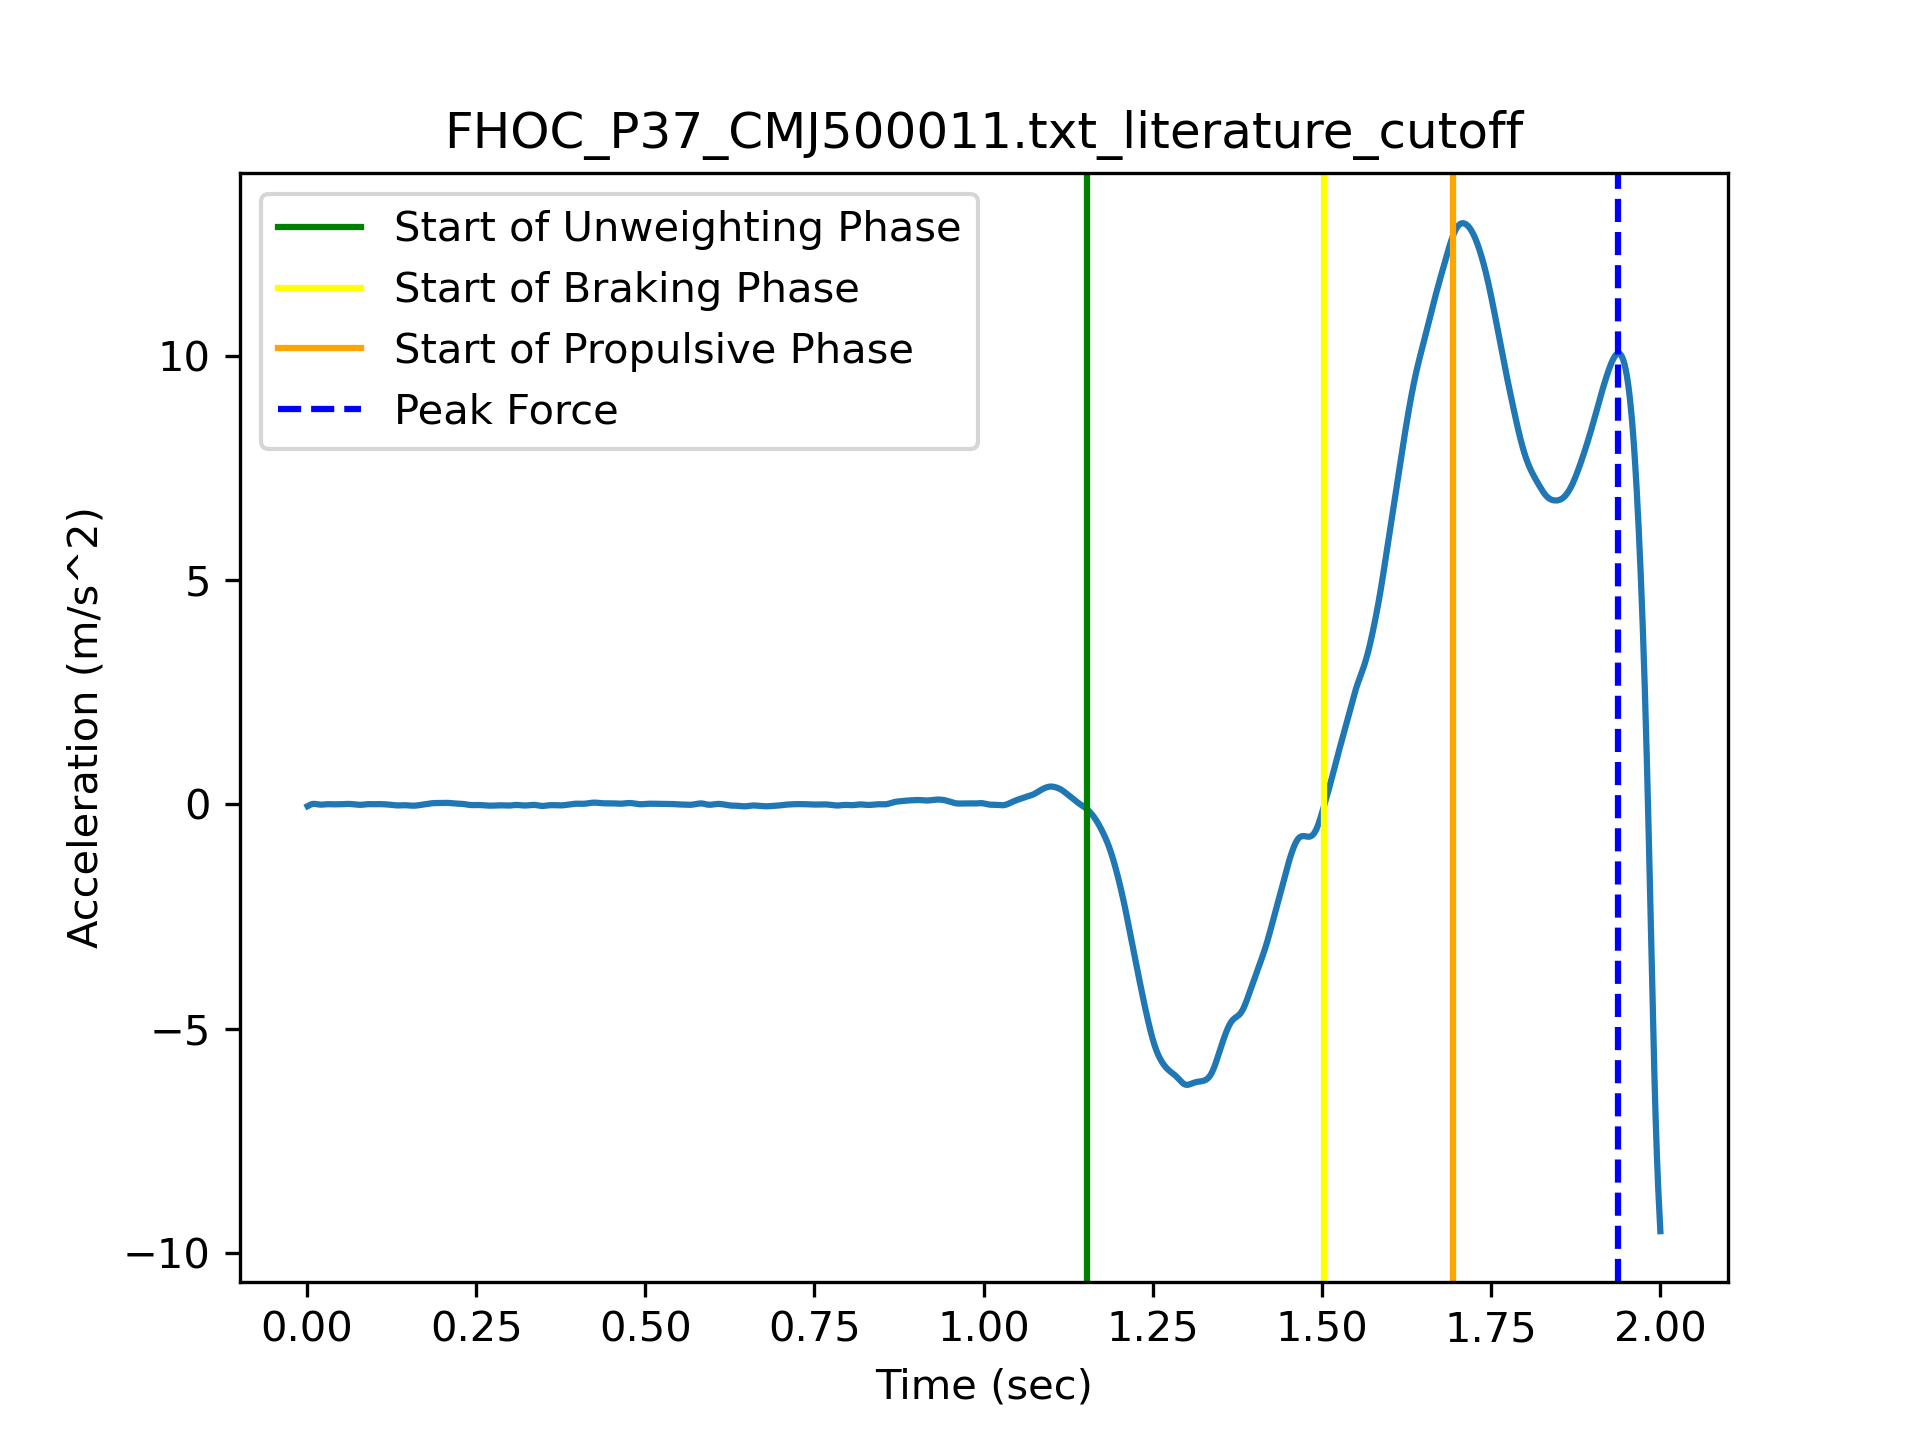 FHOC_P37_CMJ500011.txt_literature_cutoff
Start of Unweighting Phase
Start of Braking Phase
Start of Propulsive Phase
Peak Force
Acceleration (m/s^2)
10
5
0
−5
−10
0.00 0.25 0.50 0.75 1.00 1.25 1.50 1.75 2.00
Time (sec)